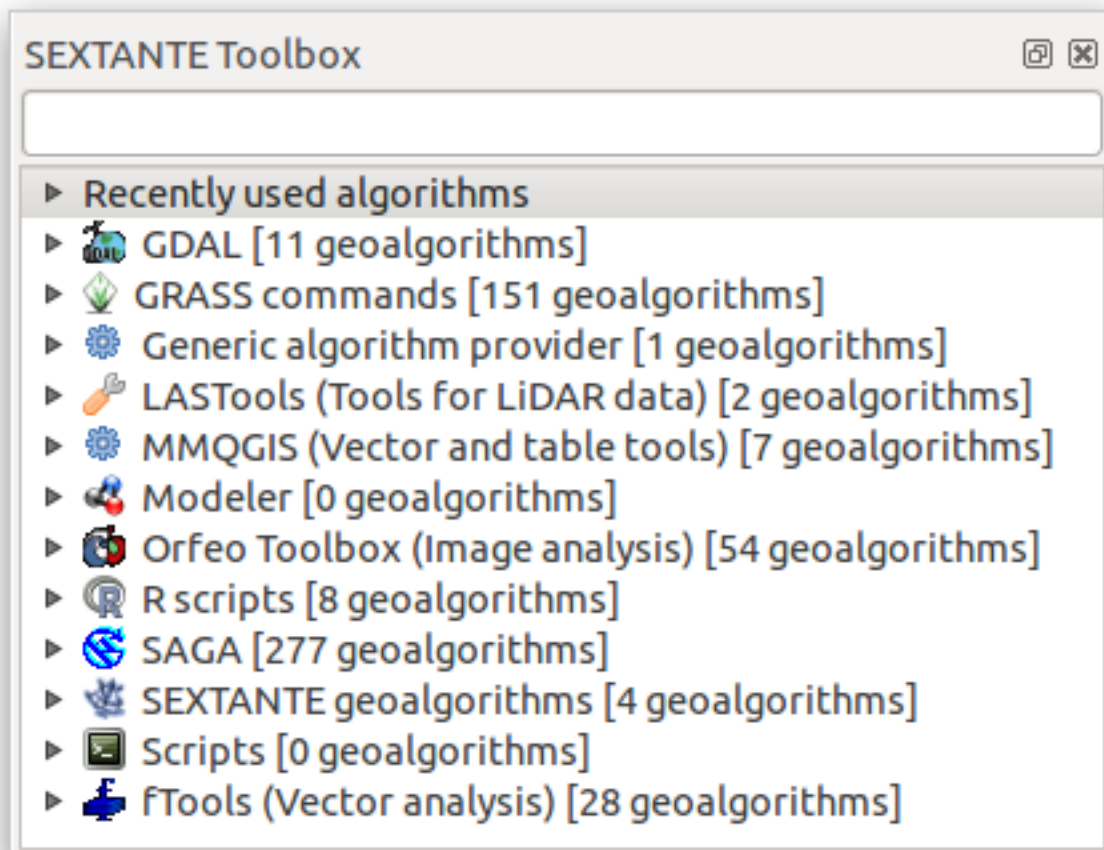 SEXTANTE Toolbox
Recently used algorithms
GDAL [11 geoalgorithms]
GRASS commands [151 geoalgorithms]
Generic algorithm provider [1 geoalgorithms]
LASTools (Tools for LiDAR data) [2 geoalgorithms]
MMQGIS (Vector and table tools) [7 geoalgorithms]
Modeler [0 geoalgorithms]
Orfeo Toolbox (Image analysis) [54 geoalgorithms]
R scripts [8 geoalgorithms]
SAGA [277 geoalgorithms]
SEXTANTE geoalgorithms [4 geoalgorithms]
Scripts [0 geoalgorithms]
fTools (Vector analysis) [28 geoalgorithms]